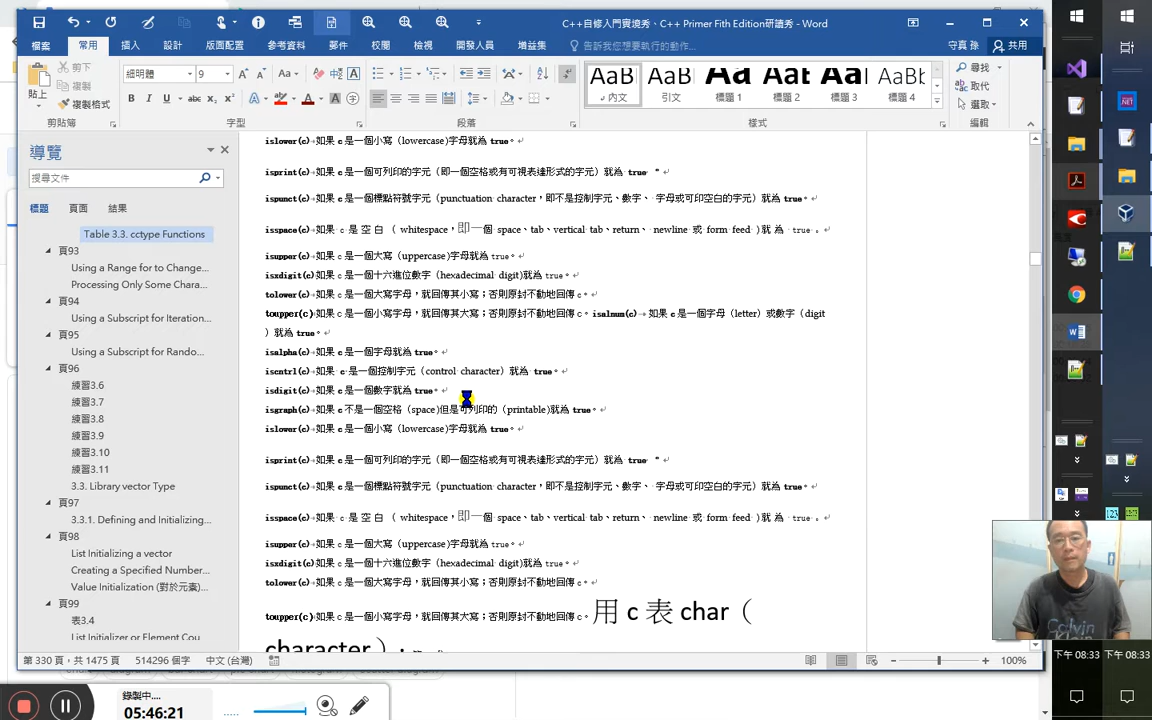 C++自修入門實境秀、C++ Primer Fith Edition研讀秀 - Word
檔案 常用 插入 設計 版面配置 參考資料 郵件 校閱 檢視 開發人員 增益集 告訴我您想要執行的動作... 守真 孫 共用
貼上 剪下 複製 複製格式 細明體 9 尋找 取代 選取
AaB AaBb AaB AaB AaB AaBb
內文 引文 標題 1 標題 2 標題 3 標題 4
剪貼簿 字型 段落 樣式 編輯
導覽
搜尋文件
標題 頁面 結果
Table 3.3. cctype Functions
頁93
Using a Range for to Change...
Processing Only Some Chara...
頁94
Using a Subscript for Iteration...
頁95
Using a Subscript for Rando...
頁96
練習3.6
練習3.7
練習3.8
練習3.9
練習3.10
練習3.11
3.3. Library vector Type
頁97
3.3.1. Defining and Initializing...
頁98
List Initializing a vector
Creating a Specified Number...
Value Initialization (對於元素)...
頁99
表3.4
List Initializer or Element Cou
islower(c)→如果 c 是一個小寫（lowercase)字母就為 true。
isprint(c)→如果 c 是一個可列印的字元（即一個空格或有可視表達形式的字元）就為 true 。
ispunct(c)→如果 c 是一個標點符號字元（punctuation character，即不是控制字元、數字、 字母或可印空白的字元）就為 true。
isspace(c)→如果 c 是 空 白 ( whitespace，即一個 space、tab、vertical tab、return、 newline 或 form feed )就 為 true 。
isupper(c)→如果 c 是一個大寫（uppercase)字母就為 true。
isxdigit(c)→如果 c 是一個十六進位數字（hexadecimal digit)就為 true。
tolower(c)→如果 c 是一個大寫字母，就回傳其小寫；否則原封不動地回傳 c。
toupper(c)→如果 c 是一個小寫字母，就回傳其大寫；否則原封不動地回傳 c。isalnum(c)→ 如果 c 是一個字母（letter）或數字（digit
）就為 true。
isalpha(c)→如果 c 是一個字母就為 true。
iscntrl(c)→如果 c 是一個控制字元（control character）就為 true。
isdigit(c)→如果 c 是一個數字就為 true。
isgraph(c)→如果 c 不是一個空格（space)但是可列印的（printable)就為 true。
islower(c)→如果 c 是一個小寫（lowercase)字母就為 true。
isprint(c)→如果 c 是一個可列印的字元（即一個空格或有可視表達形式的字元）就為 true 。
ispunct(c)→如果 c 是一個標點符號字元（punctuation character，即不是控制字元、數字、 字母或可印空白的字元）就為 true。
isspace(c)→如果 c 是 空 白 ( whitespace，即一個 space、tab、vertical tab、return、 newline 或 form feed )就 為 true 。
isupper(c)→如果 c 是一個大寫（uppercase)字母就為 true。
isxdigit(c)→如果 c 是一個十六進位數字（hexadecimal digit)就為 true。
tolower(c)→如果 c 是一個大寫字母，就回傳其小寫；否則原封不動地回傳 c。
toupper(c)→如果 c 是一個小寫字母，就回傳其大寫；否則原封不動地回傳 c。用 c 表 char（
character），
第 330 頁，共 1475 頁 514296 個字 中文 (台灣) 100%
錄製中....
05:46:21
下午 08:33 下午 08:33